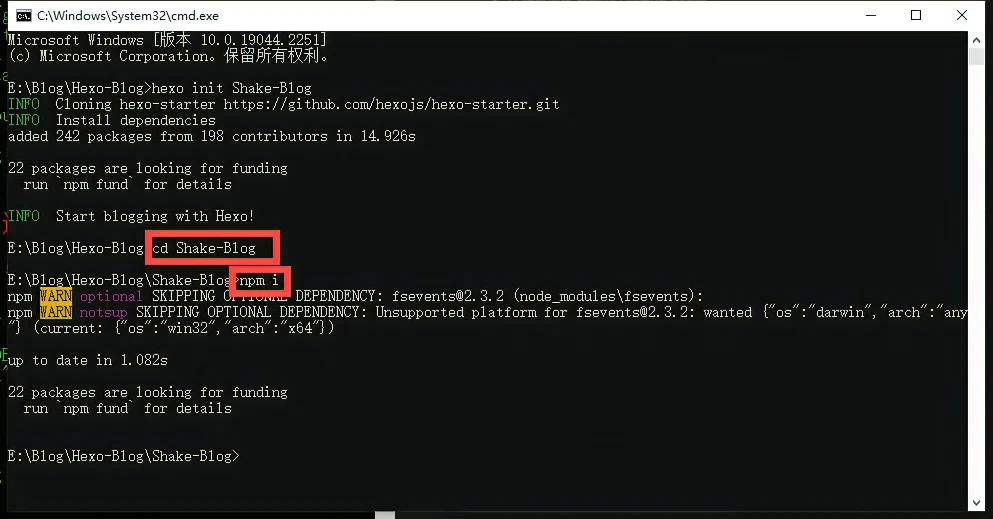 C:\Windows\System32\cmd.exe
Microsoft Windows [版本 10.0.19044.2251]
(c) Microsoft Corporation。保留所有权利。
E:\Blog\Hexo-Blog>hexo init Shake-Blog
INFO  Cloning hexo-starter https://github.com/hexojs/hexo-starter.git
INFO  Install dependencies
added 242 packages from 198 contributors in 14.926s
22 packages are looking for funding
  run `npm fund` for details
INFO  Start blogging with Hexo!
E:\Blog\Hexo-Blog>cd Shake-Blog
E:\Blog\Hexo-Blog\Shake-Blog>npm i
npm WARN optional SKIPPING OPTIONAL DEPENDENCY: fsevents@2.3.2 (node_modules\fsevents):
npm WARN notsup SKIPPING OPTIONAL DEPENDENCY: Unsupported platform for fsevents@2.3.2: wanted {"os":"darwin","arch":"any
"} (current: {"os":"win32","arch":"x64"})
up to date in 1.082s
22 packages are looking for funding
  run `npm fund` for details
E:\Blog\Hexo-Blog\Shake-Blog>